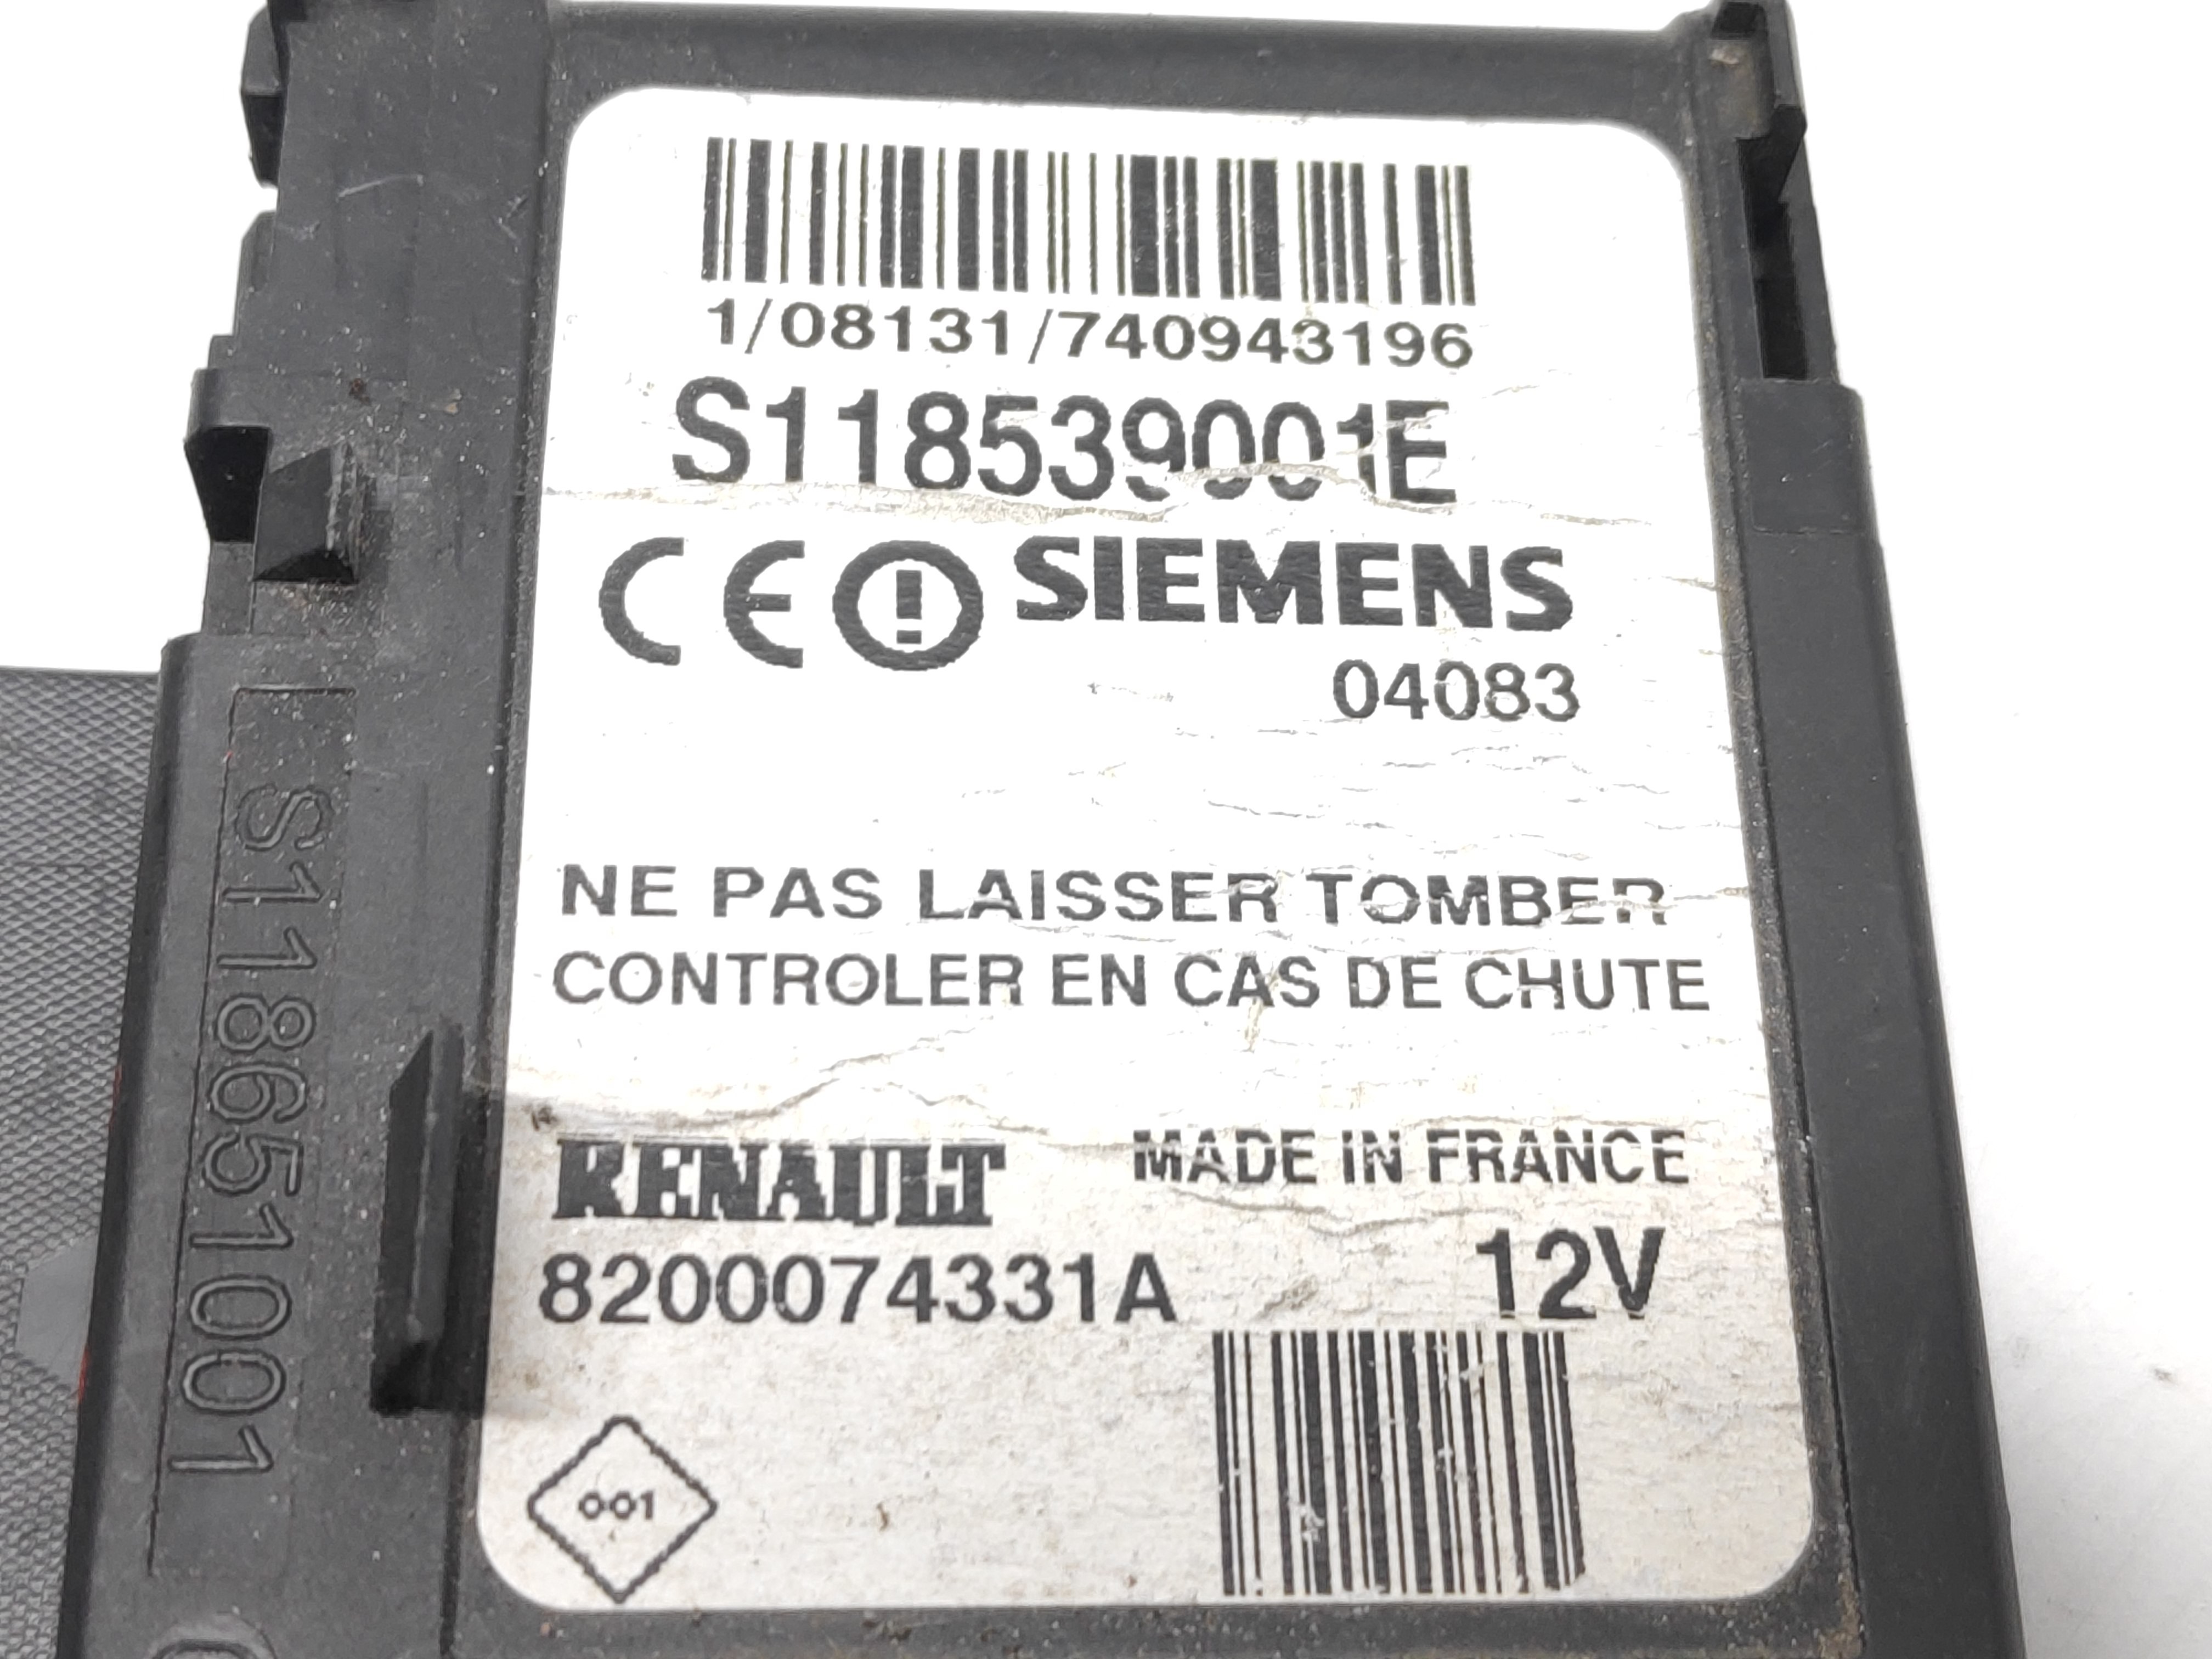 1/08131/740943196
S118539001E
CE SIEMENS
04083
NE PAS LAISSER TOMBER
CONTROLER EN CAS DE CHUTE
RENAULT MADE IN FRANCE
8200074331A 12V
001
S118651001